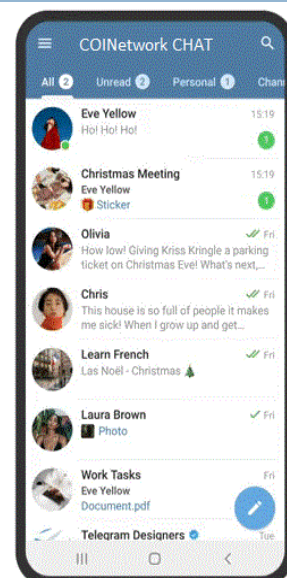 COINetwork CHAT
All 2 Unread 2 Personal 1 Chan
Eve Yellow 15:19
Ho! Ho! Ho! 1
Christmas Meeting 15:19
Eve Yellow
Sticker 1
Olivia Fri
How low! Giving Kriss Kringle a parking
ticket on Christmas Eve! What's next,...
Chris Fri
This house is so full of people it makes
me sick! When I grow up and get...
Learn French Fri
Las Noël - Christmas 🎄
Laura Brown Fri
Photo
Work Tasks Fri
Eve Yellow
Document.pdf
Telegram Designers Tue